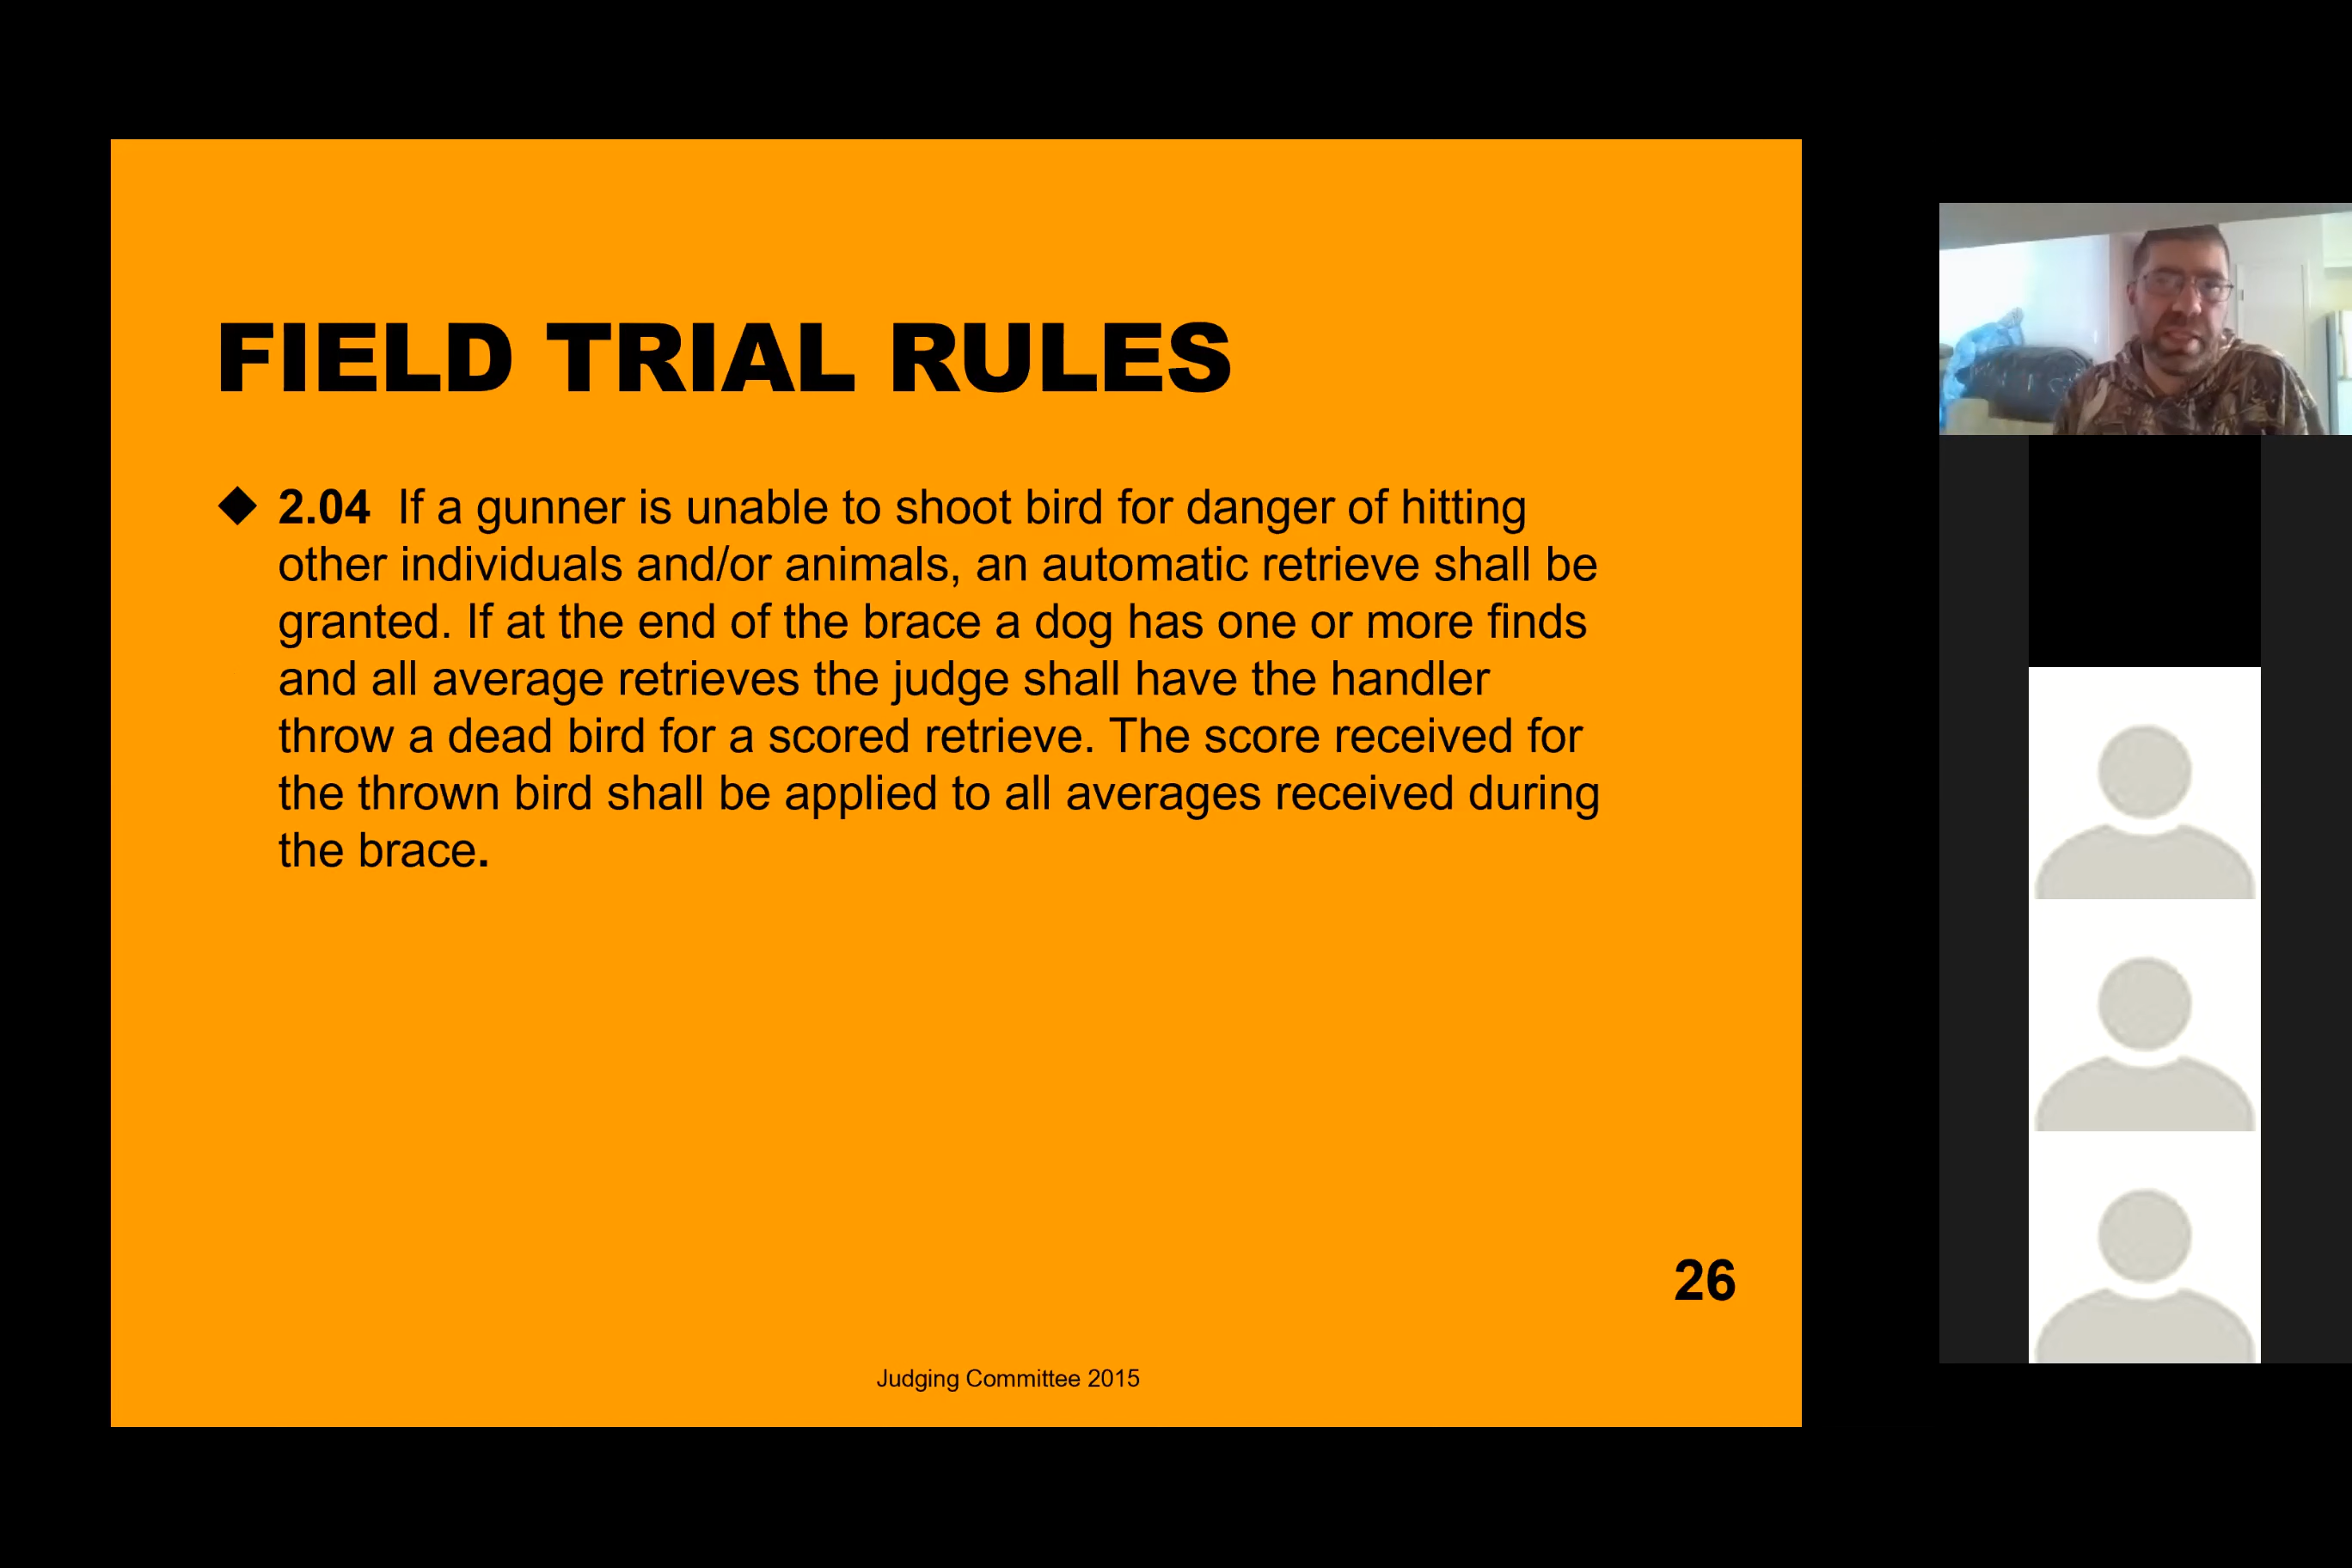 FIELD TRIAL RULES
◆ 2.04 If a gunner is unable to shoot bird for danger of hitting
other individuals and/or animals, an automatic retrieve shall be
granted. If at the end of the brace a dog has one or more finds
and all average retrieves the judge shall have the handler
throw a dead bird for a scored retrieve. The score received for
the thrown bird shall be applied to all averages received during
the brace.
26
Judging Committee 2015